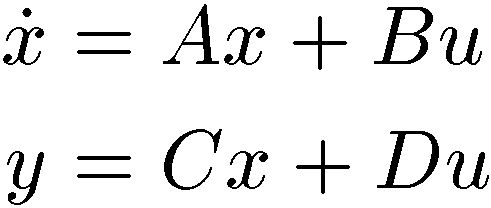 ẋ = Ax + Bu
y = Cx + Du